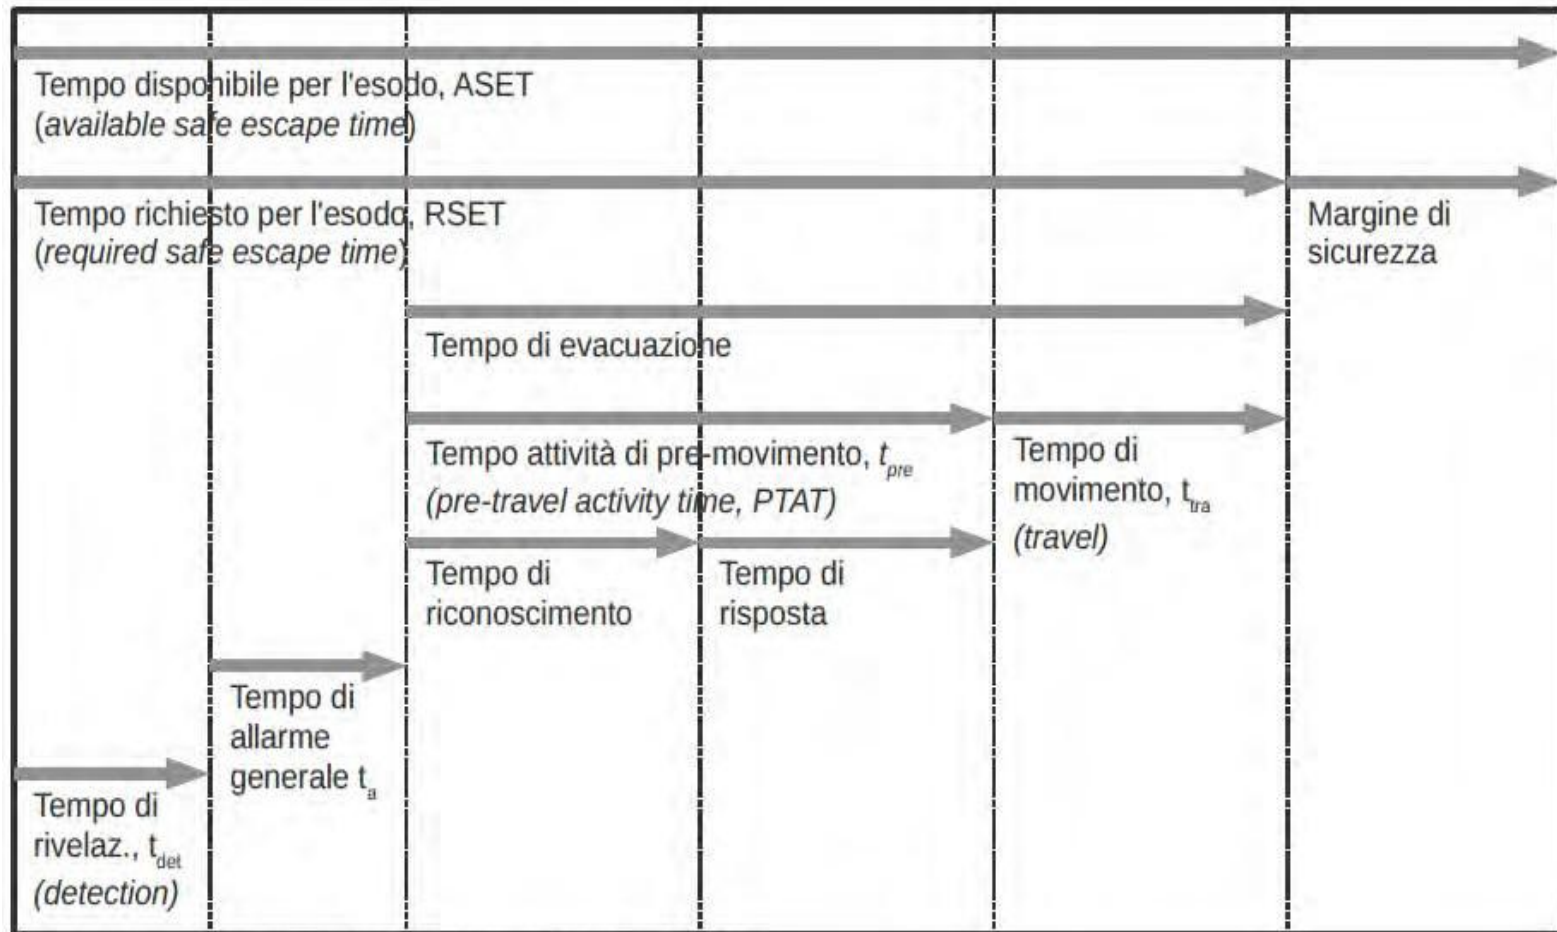 Tempo disponibile per l'esodo, ASET
(available safe escape time)
Tempo richiesto per l'esodo, RSET
(required safe escape time)
Margine di
sicurezza
Tempo di evacuazione
Tempo attività di pre-movimento, tpre
(pre-travel activity time, PTAT)
Tempo di
movimento, ttra
(travel)
Tempo di
riconoscimento
Tempo di
risposta
Tempo di
allarme
generale ta
Tempo di
rivelaz., tdet
(detection)